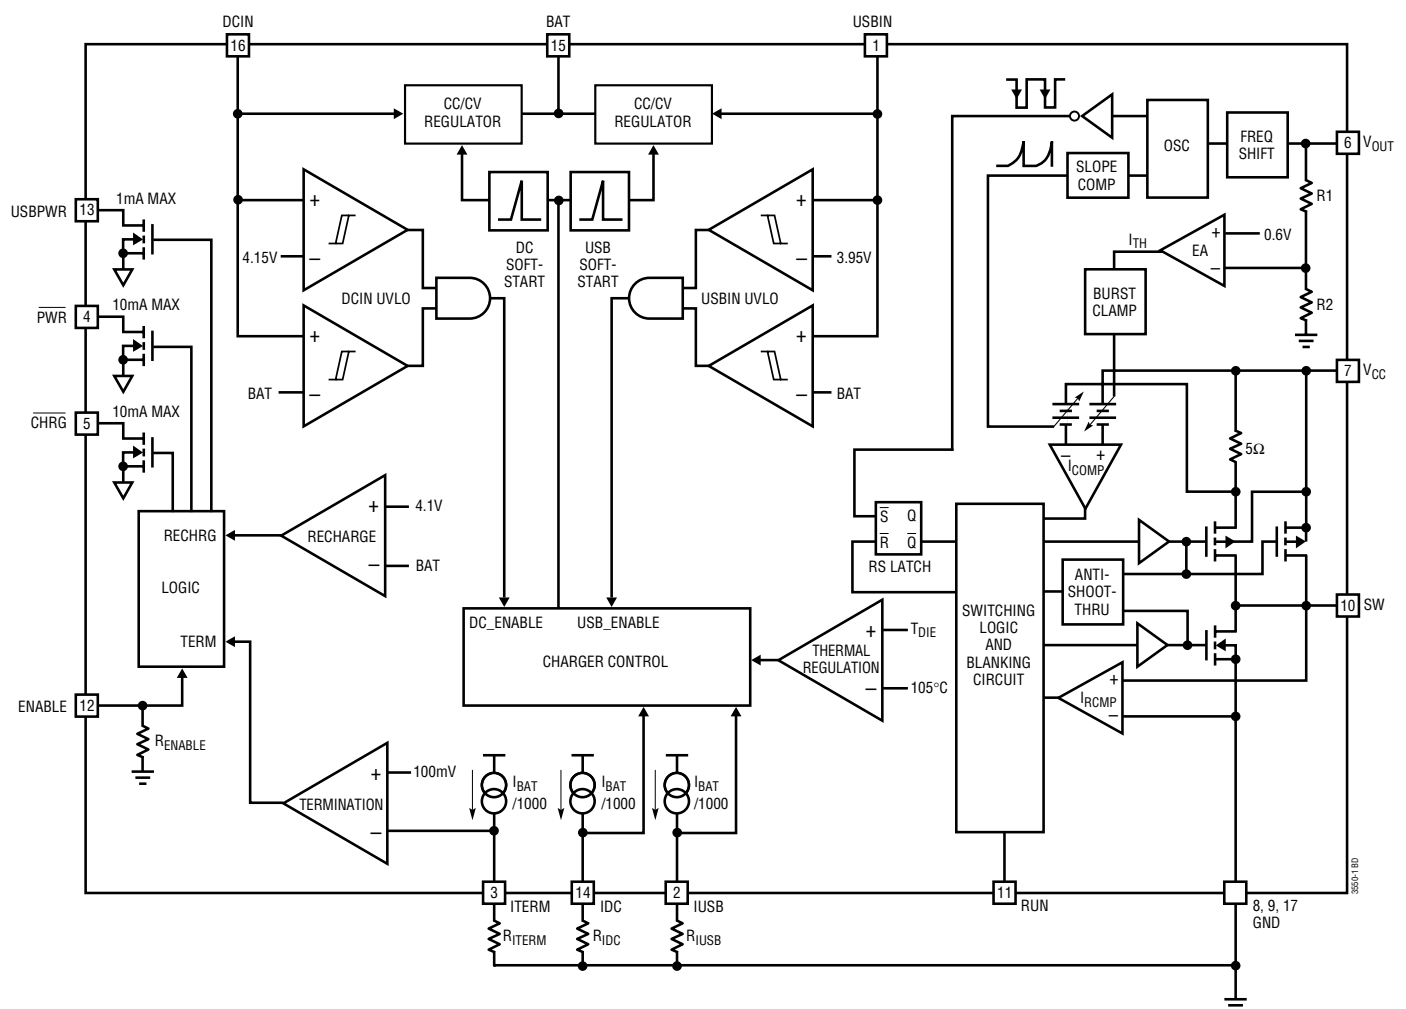 DCIN
BAT
USBIN
16
15
1
CC/CV
REGULATOR
CC/CV
REGULATOR
OSC
FREQ
SHIFT
6
VOUT
SLOPE
COMP
R1
USBPWR
13
1mA MAX
+
4.15V
–
DC
SOFT-
START
USB
SOFT-
START
+
3.95V
–
ITH
+
EA
–
0.6V
DCIN UVLO
USBIN UVLO
BURST
CLAMP
R2
PWR
4
10mA MAX
+
BAT
–
+
BAT
–
7
VCC
CHRG
5
10mA MAX
–
+
ICOMP
5Ω
RECHRG
LOGIC
TERM
+
4.1V
RECHARGE
–
BAT
S
Q
R
Q
RS LATCH
SWITCHING
LOGIC
AND
BLANKING
CIRCUIT
ANTI-
SHOOT-
THRU
10
SW
DC_ENABLE
USB_ENABLE
CHARGER CONTROL
+
TDIE
THERMAL
REGULATION
–
105°C
+
IRCMP
–
ENABLE
12
RENABLE
+
100mV
TERMINATION
–
IBAT
/1000
IBAT
/1000
IBAT
/1000
3
ITERM
14
IDC
2
IUSB
11
RUN
8, 9, 17
GND
RITERM
RIDC
RIUSB
3550-1 BD